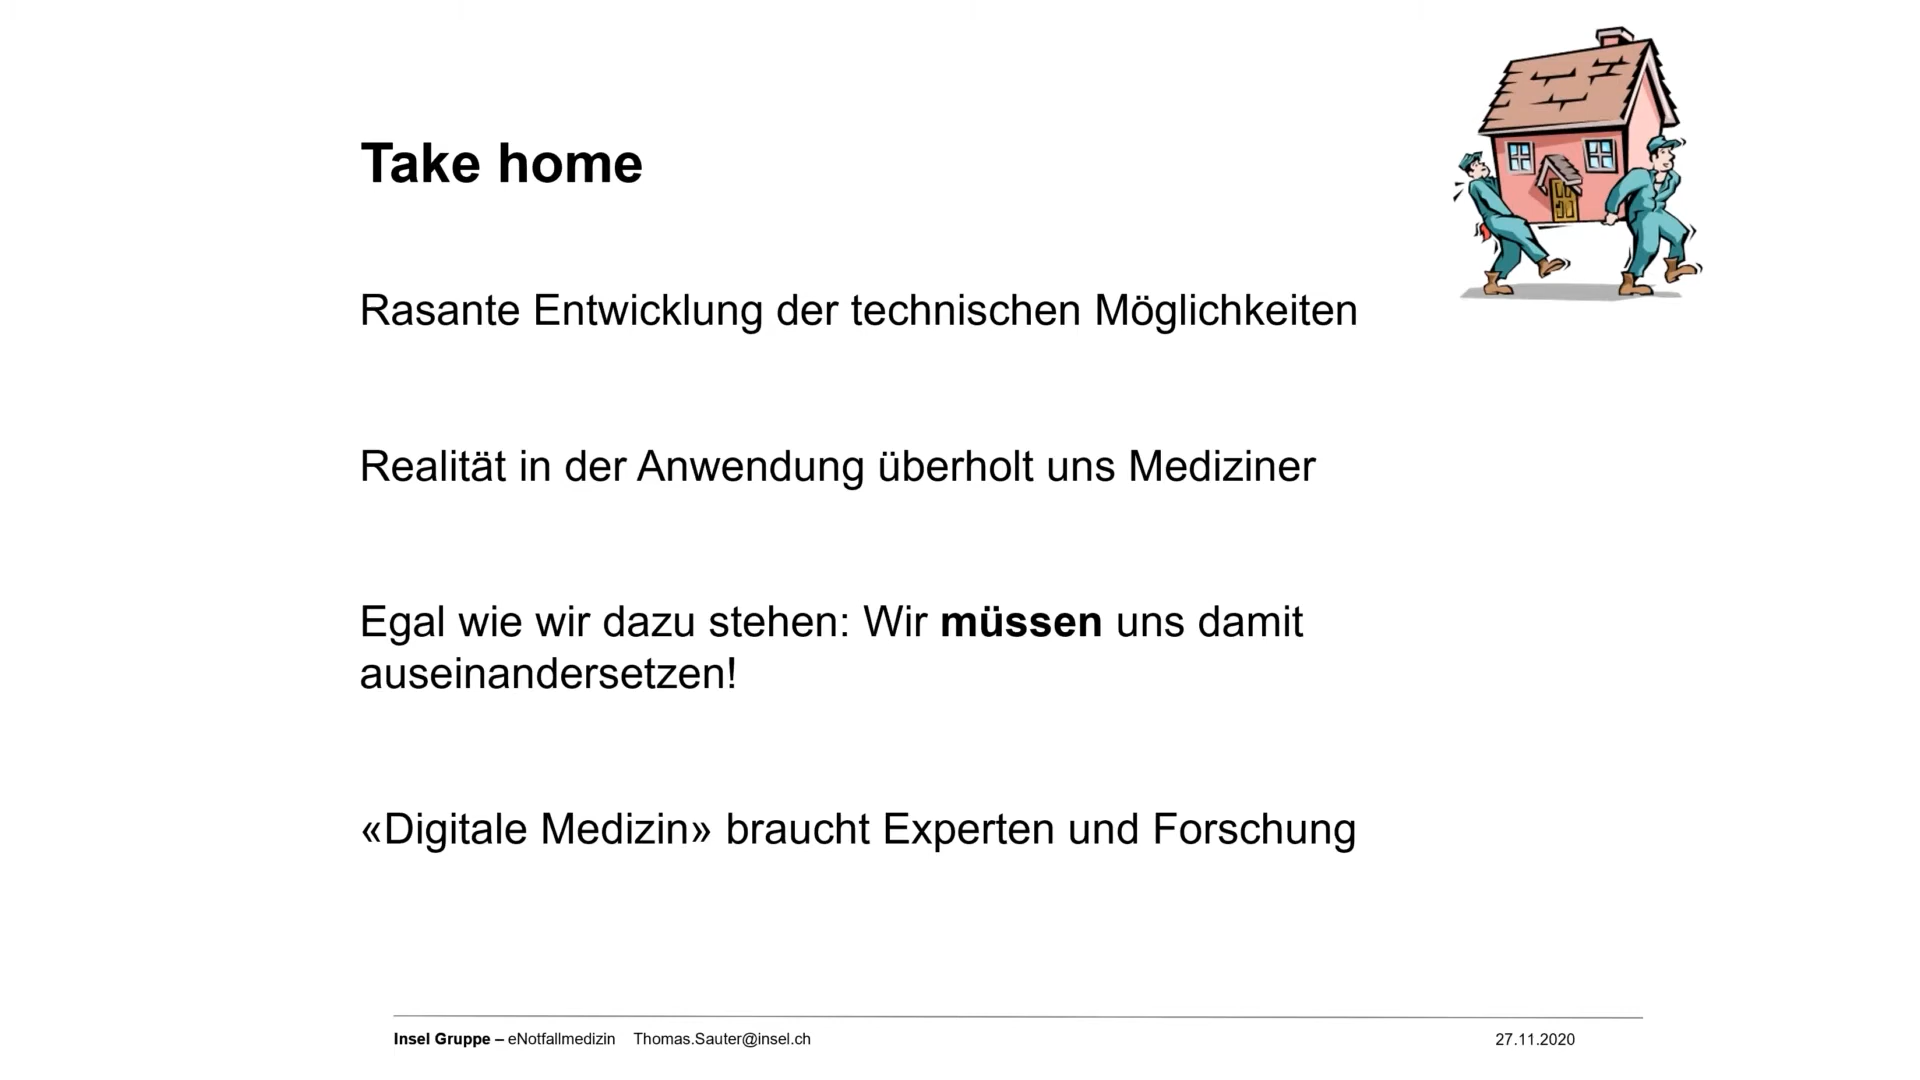 Take home
Rasante Entwicklung der technischen Möglichkeiten
Realität in der Anwendung überholt uns Mediziner
Egal wie wir dazu stehen: Wir müssen uns damit
auseinandersetzen!
«Digitale Medizin» braucht Experten und Forschung
Insel Gruppe – eNotfallmedizin Thomas.Sauter@insel.ch 27.11.2020